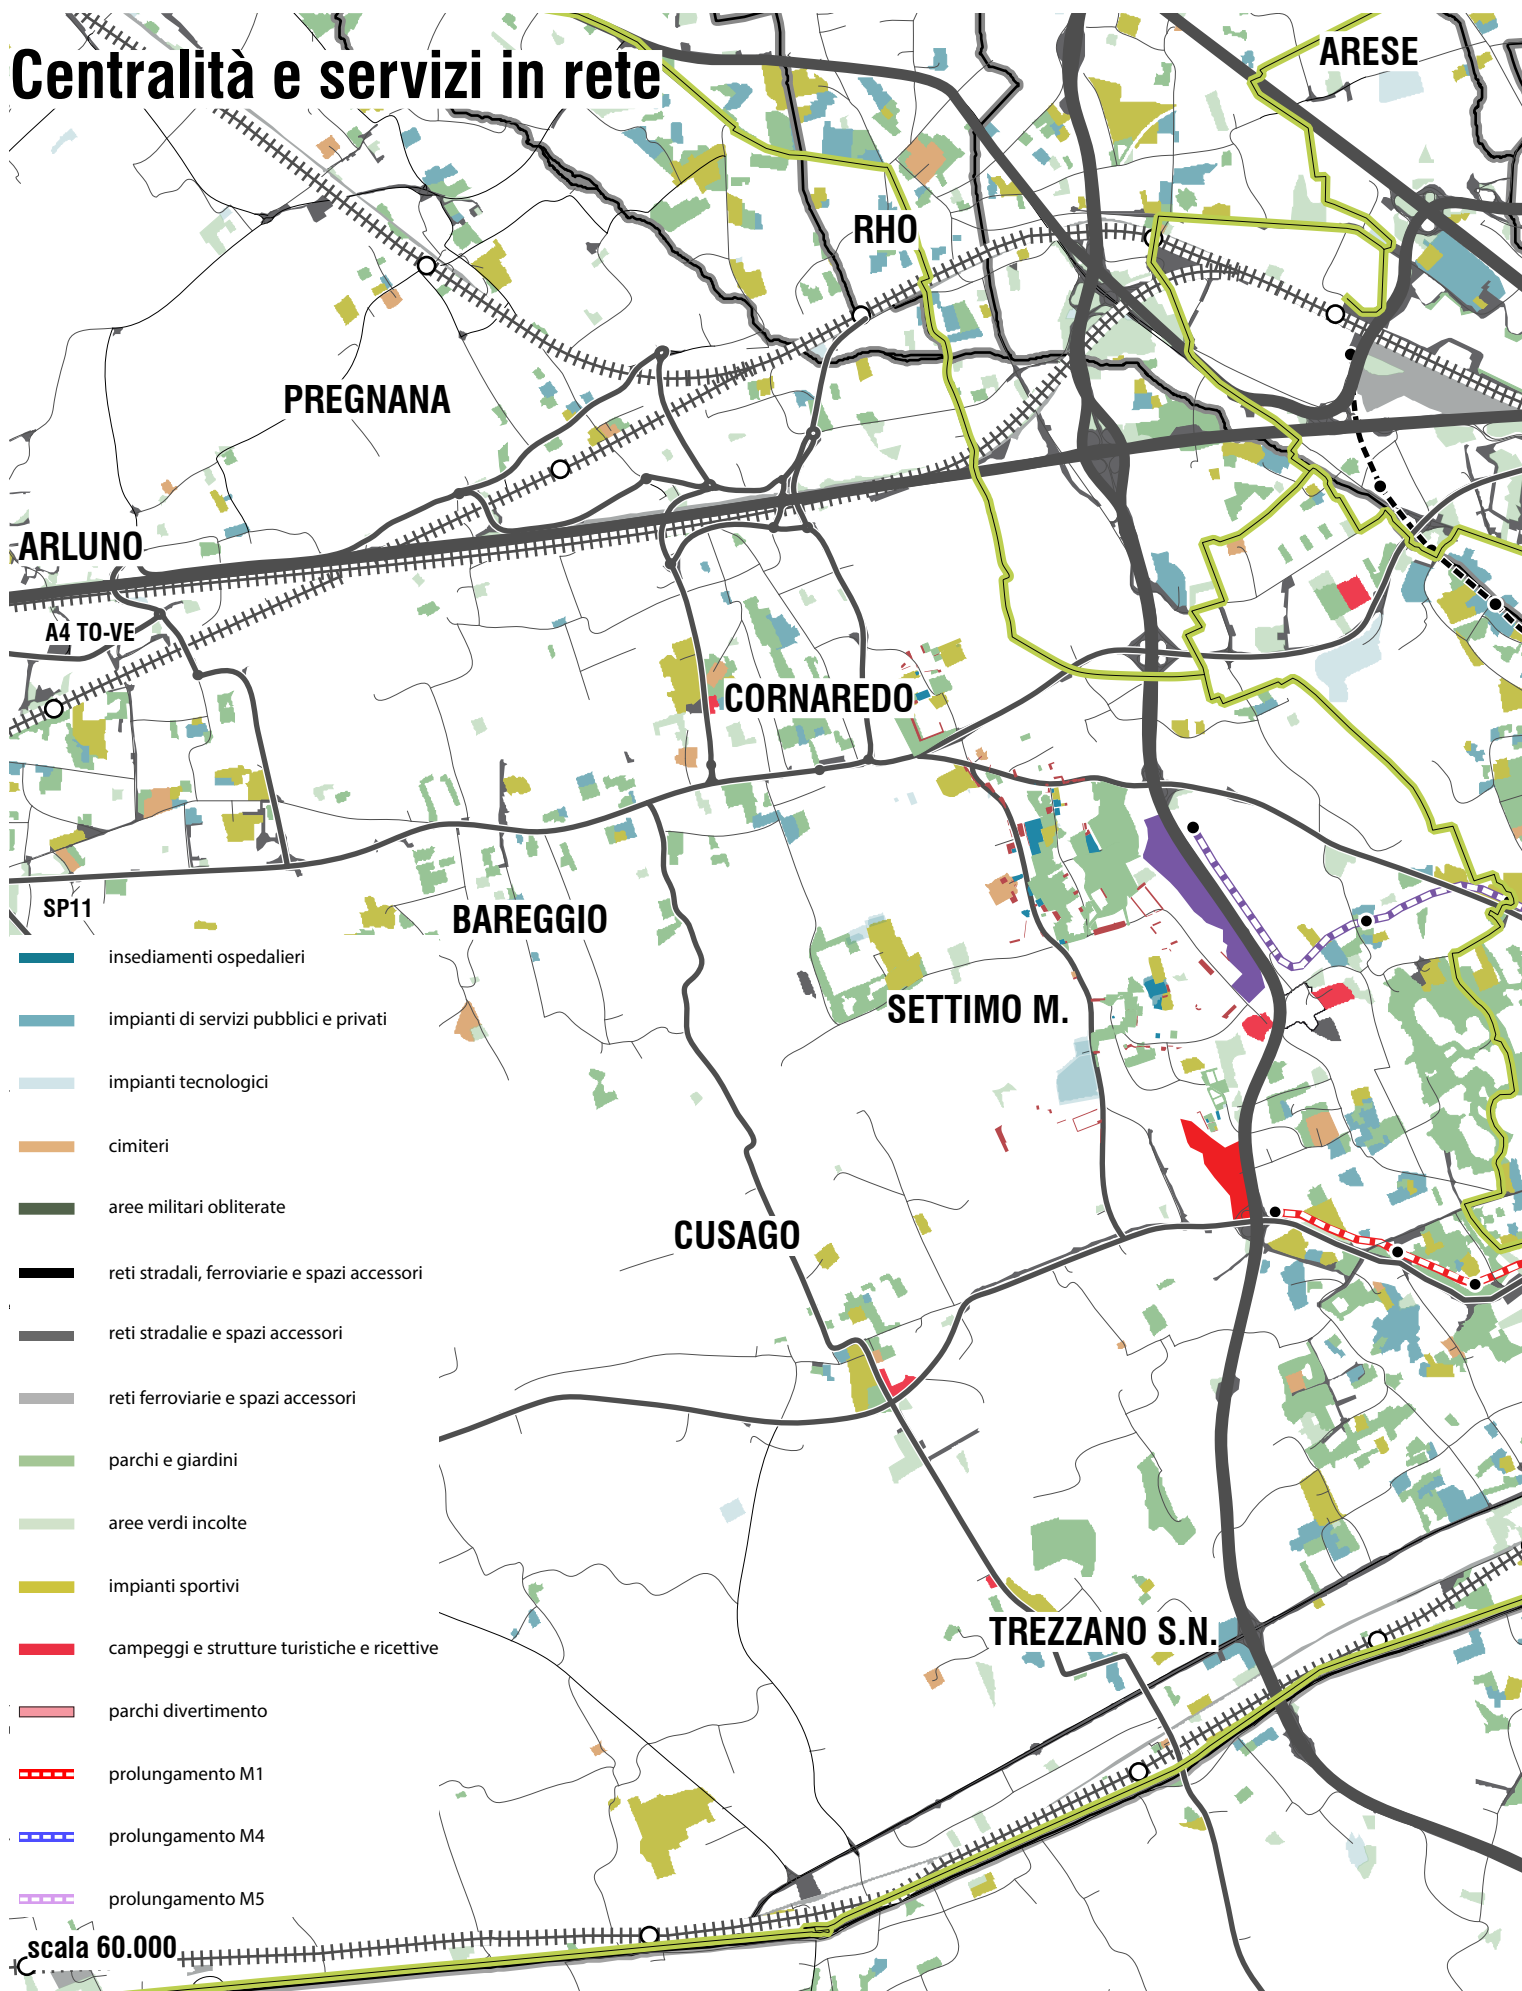 Centralità e servizi in rete
ARESE
RHO
PREGNANA
ARLUNO
A4 TO-VE
CORNAREDO
SP11
BAREGGIO
SETTIMO M.
CUSAGO
TREZZANO S.N.
insediamenti ospedalieri
impianti di servizi pubblici e privati
impianti tecnologici
cimiteri
aree militari obliterate
reti stradali, ferroviarie e spazi accessori
reti stradalie e spazi accessori
reti ferroviarie e spazi accessori
parchi e giardini
aree verdi incolte
impianti sportivi
campeggi e strutture turistiche e ricettive
parchi divertimento
prolungamento M1
prolungamento M4
prolungamento M5
scala 60.000